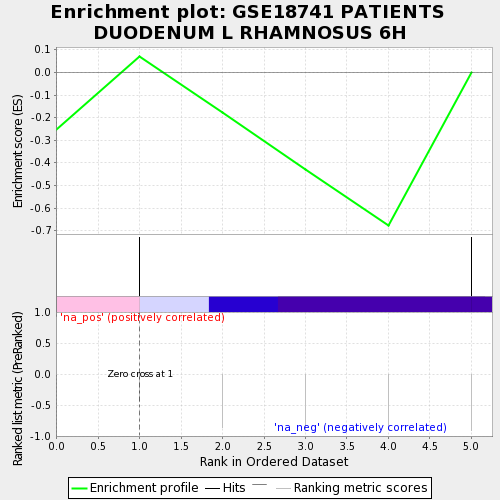 Enrichment plot: GSE18741 PATIENTS
DUODENUM L RHAMNOSUS 6H
Enrichment score (ES)
0.1
0.0
-0.1
-0.2
-0.3
-0.4
-0.5
-0.6
-0.7
Ranked list metric (PreRanked)
1.0
0.5
0.0
-0.5
-1.0
'na_pos' (positively correlated)
Zero cross at 1
'na_neg' (negatively correlated)
0.0 0.5 1.0 1.5 2.0 2.5 3.0 3.5 4.0 4.5 5.0
Rank in Ordered Dataset
Enrichment profile Hits Ranking metric scores